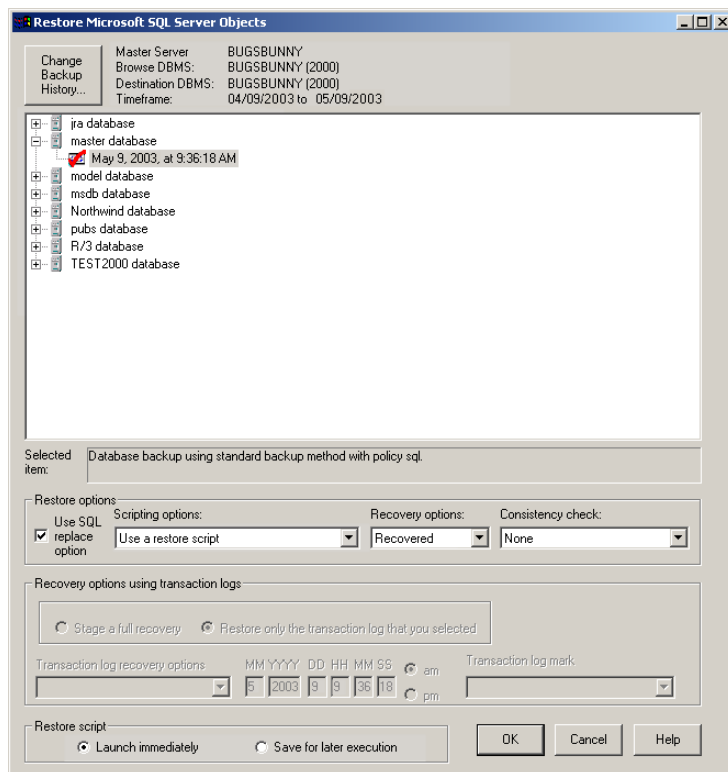 Restore Microsoft SQL Server Objects
Change
Backup
History...
Master Server BUGSBUNNY
Browse DBMS: BUGSBUNNY (2000)
Destination DBMS: BUGSBUNNY (2000)
Timeframe: 04/09/2003 to 05/09/2003
jra database
master database
May 9, 2003, at 9:36:18 AM
model database
msdb database
Northwind database
pubs database
R/3 database
TEST2000 database
Selected
item:
Database backup using standard backup method with policy sql.
Restore options
Use SQL
replace
option
Scripting options:
Use a restore script
Recovery options:
Recovered
Consistency check:
None
Recovery options using transaction logs
Stage a full recovery Restore only the transaction log that you selected
Transaction log recovery options
MM YYYY DD HH MM SS
5 2003 9 9 36 18
am
pm
Transaction log mark
Restore script
Launch immediately Save for later execution
OK Cancel Help